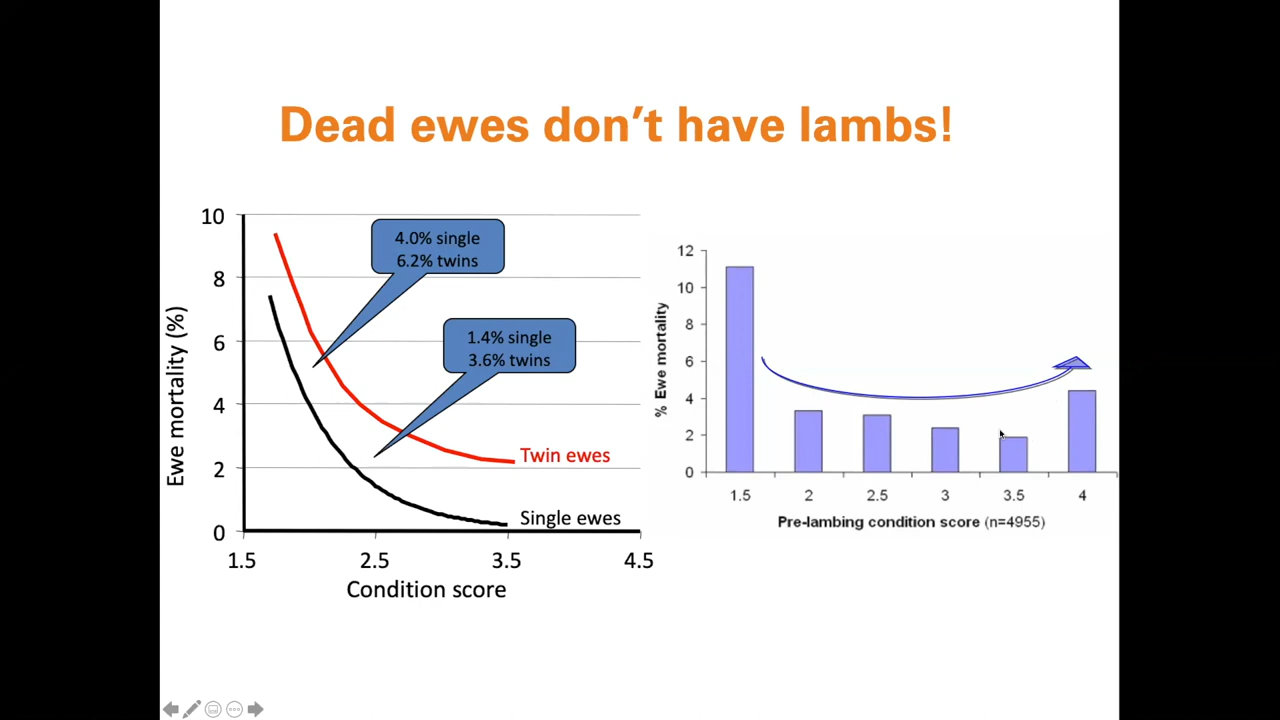 Dead ewes don't have lambs!
10
8
6
4
2
0
Ewe mortality (%)
4.0% single
6.2% twins
1.4% single
3.6% twins
Twin ewes
Single ewes
1.5 2.5 3.5 4.5
Condition score
12
10
8
6
4
2
0
% Ewe mortality
1.5 2 2.5 3 3.5 4
Pre-lambing condition score (n=4955)